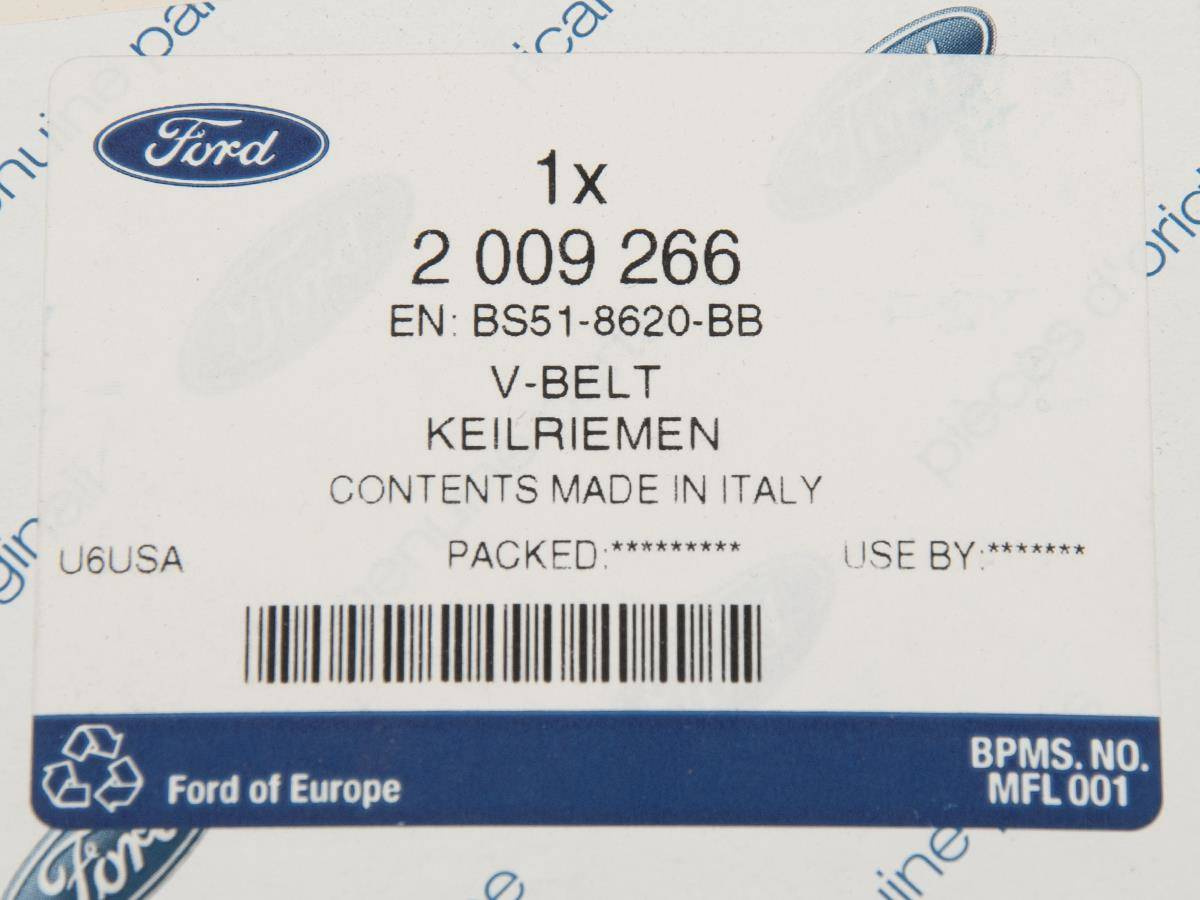 Ford
1x
2 009 266
EN: BS51-8620-BB
V-BELT
KEILRIEMEN
CONTENTS MADE IN ITALY
U6USA PACKED:********* USE BY:*******
Ford of Europe
BPMS. NO.
MFL 001
Ford